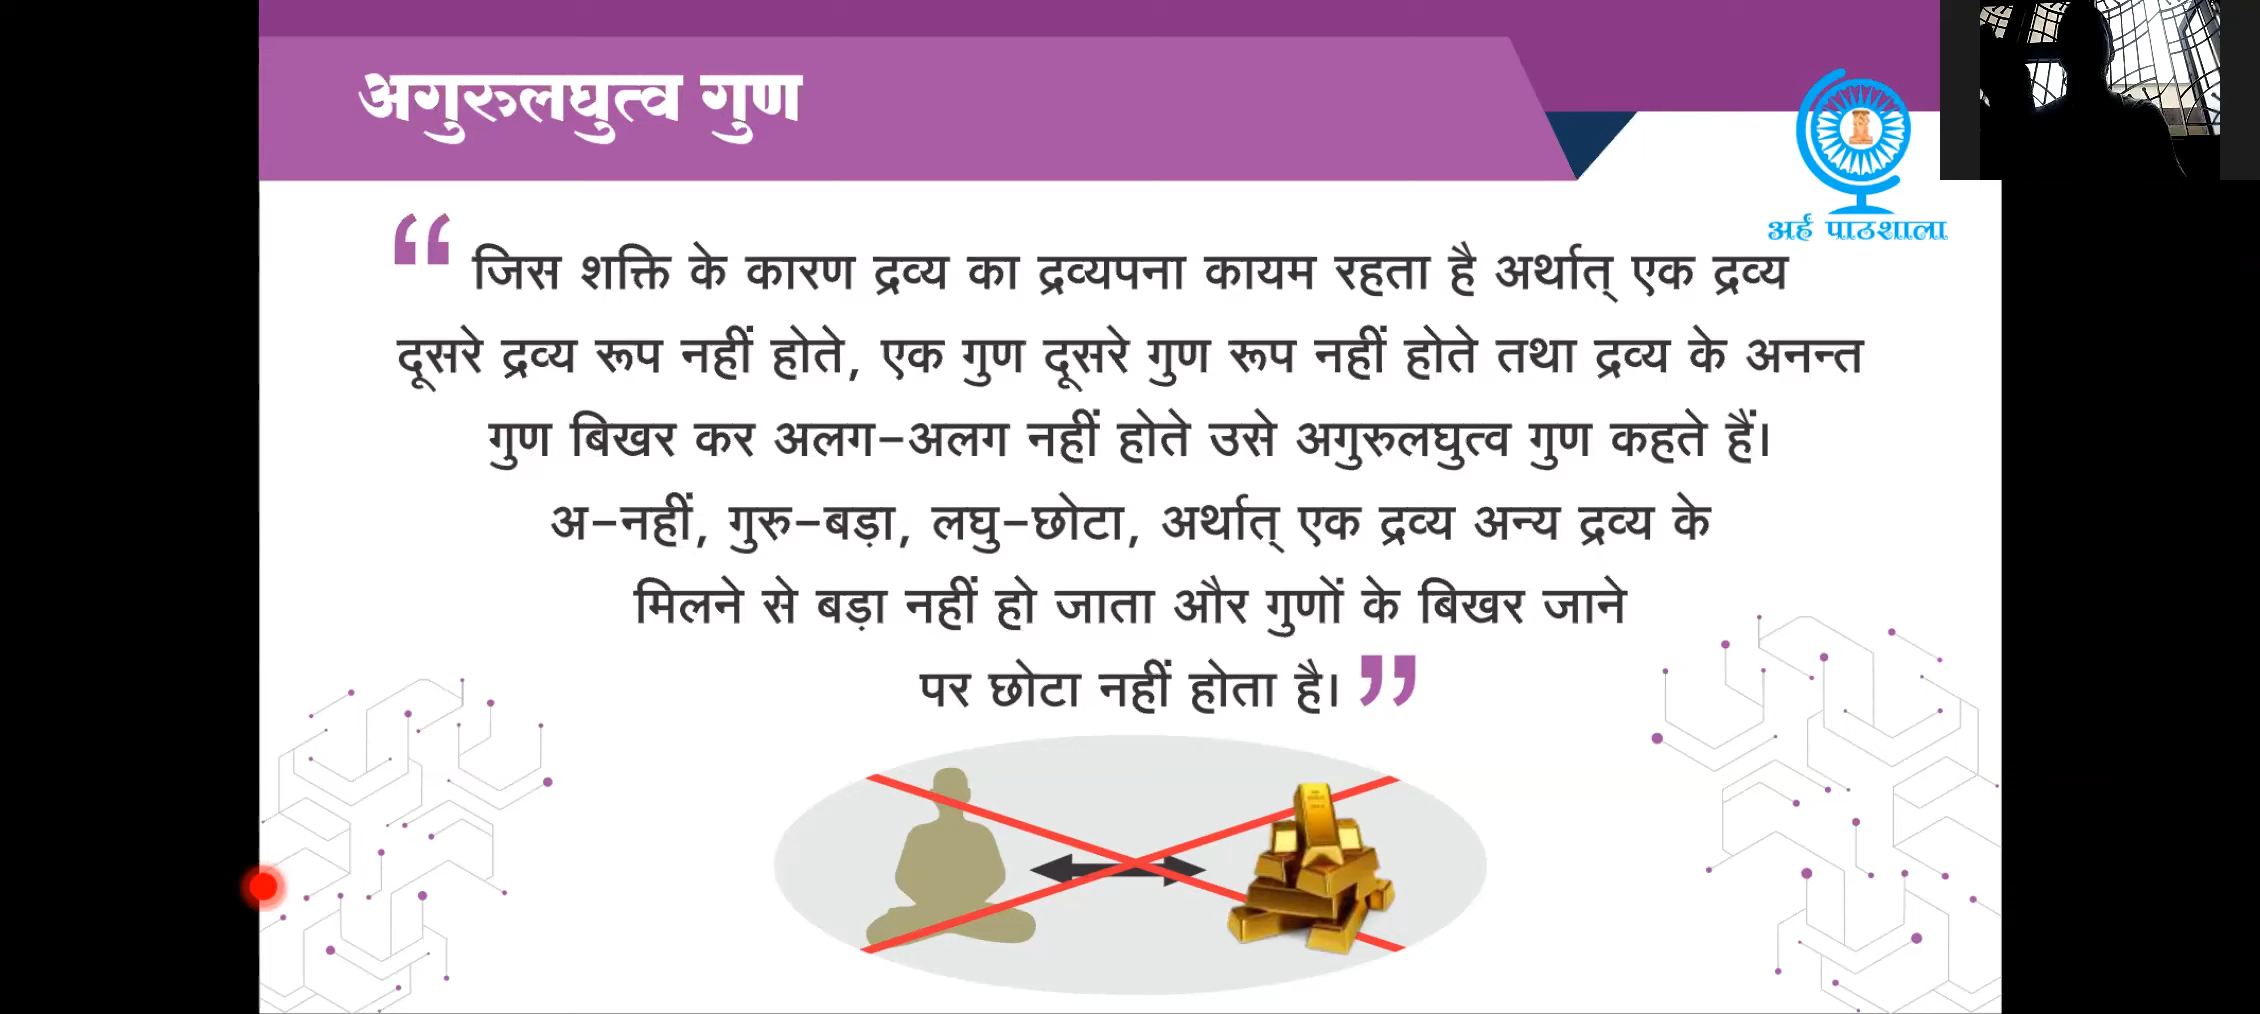 अगुरुलघुत्व गुण
अर्हं पाठशाला
“ जिस शक्ति के कारण द्रव्य का द्रव्यपना कायम रहता है अर्थात् एक द्रव्य
दूसरे द्रव्य रूप नहीं होते, एक गुण दूसरे गुण रूप नहीं होते तथा द्रव्य के अनन्त
गुण बिखर कर अलग-अलग नहीं होते उसे अगुरुलघुत्व गुण कहते हैं।
अ-नहीं, गुरु-बड़ा, लघु-छोटा, अर्थात् एक द्रव्य अन्य द्रव्य के
मिलने से बड़ा नहीं हो जाता और गुणों के बिखर जाने
पर छोटा नहीं होता है। ”